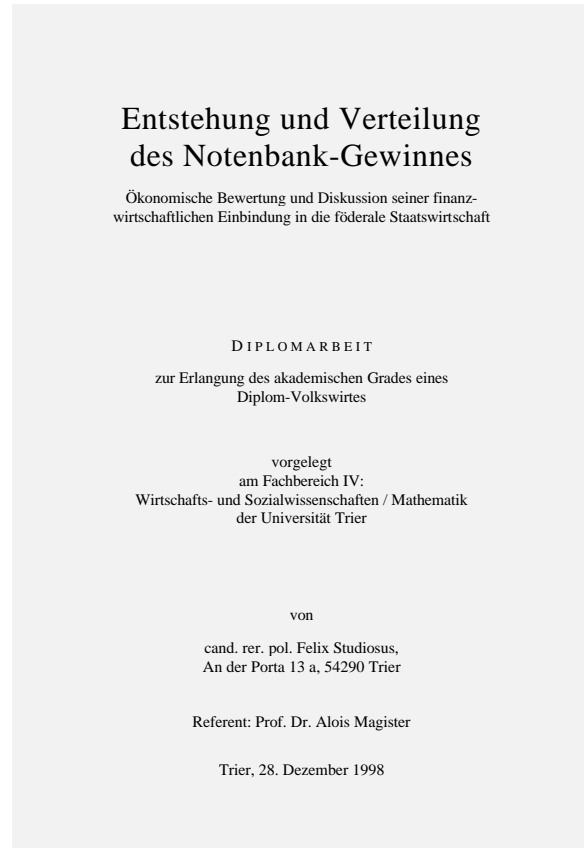 Entstehung und Verteilung
des Notenbank-Gewinnes
Ökonomische Bewertung und Diskussion seiner finanz-
wirtschaftlichen Einbindung in die föderale Staatswirtschaft
DIPLOMARBEIT
zur Erlangung des akademischen Grades eines
Diplom-Volkswirtes
vorgelegt
am Fachbereich IV:
Wirtschafts- und Sozialwissenschaften / Mathematik
der Universität Trier
von
cand. rer. pol. Felix Studiosus,
An der Porta 13 a, 54290 Trier
Referent: Prof. Dr. Alois Magister
Trier, 28. Dezember 1998